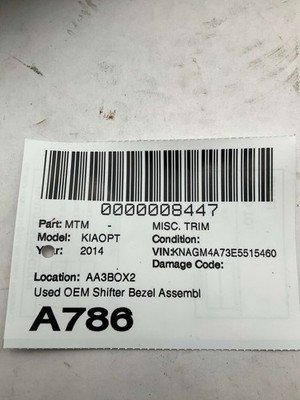 0000008447
Part: MTM - MISC. TRIM
Model: KIAOPT Condition:
Year: 2014 VIN:KNAGM4A73E5515460
Damage Code:
Location: AA3BOX2
Used OEM Shifter Bezel Assembl
A786